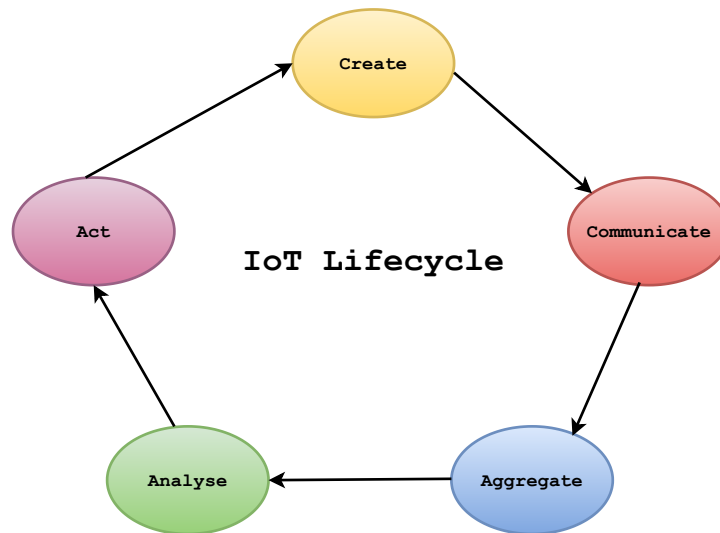 Create
Communicate
Act
IoT Lifecycle
Analyse
Aggregate